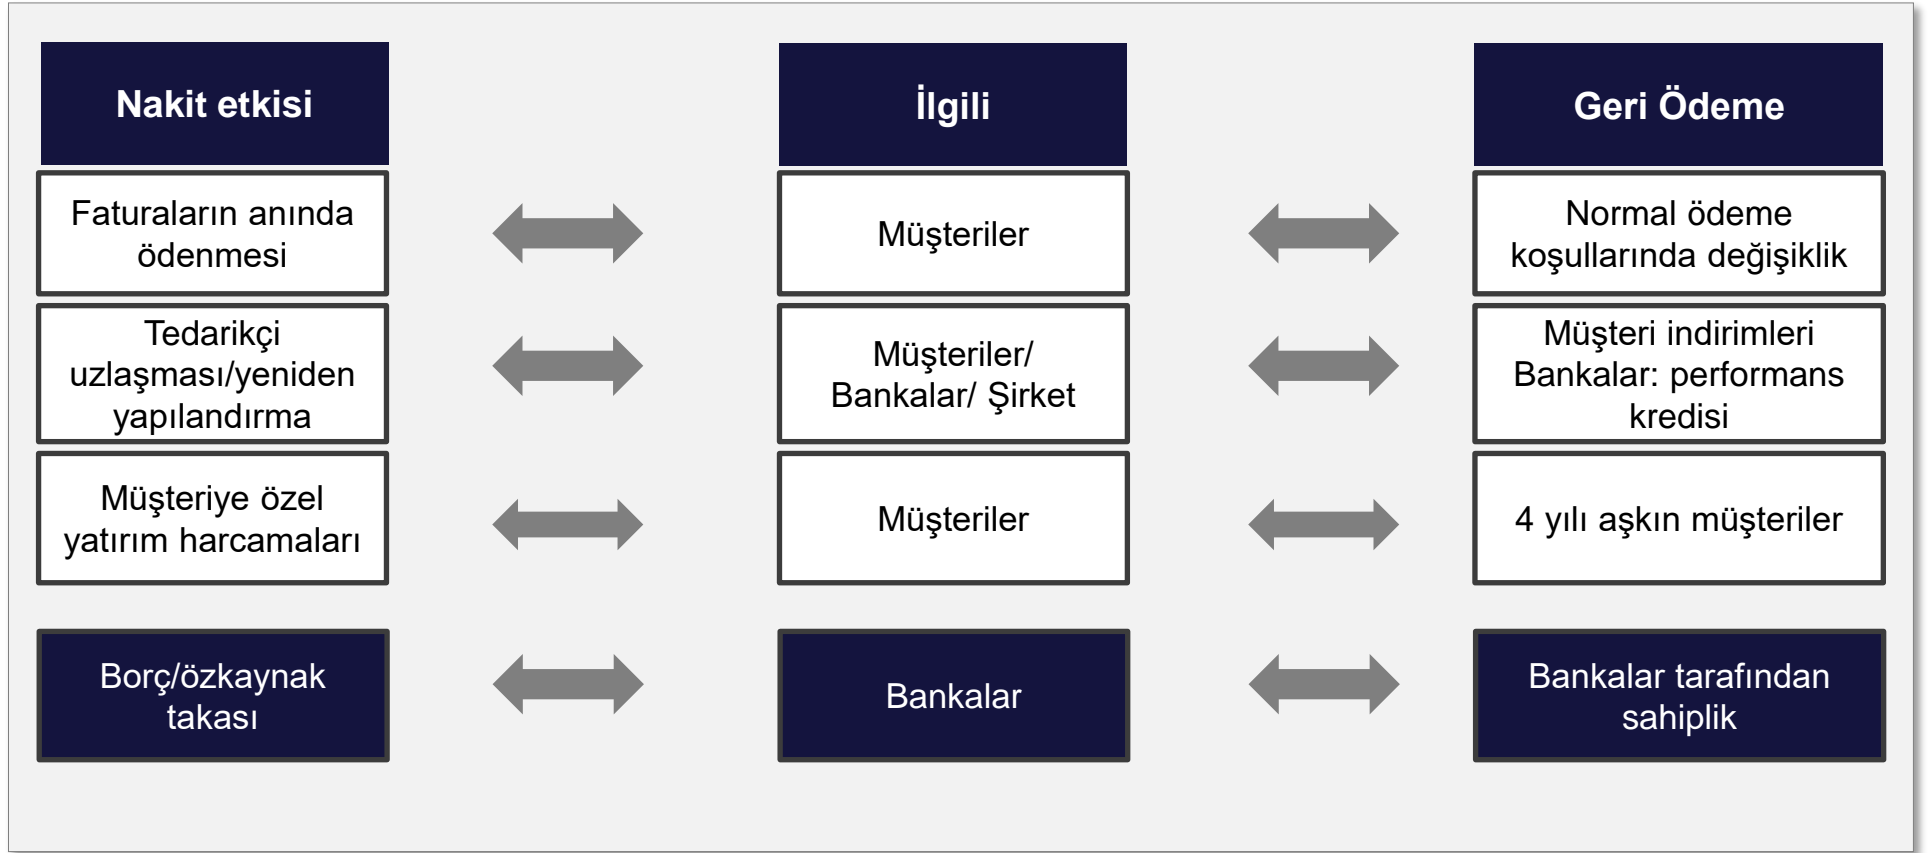 Nakit etkisi
İlgili
Geri Ödeme
Faturaların anında
ödenmesi
Müşteriler
Normal ödeme
koşullarında değişiklik
Tedarikçi
uzlaşması/yeniden
yapılandırma
Müşteriler/
Bankalar/ Şirket
Müşteri indirimleri
Bankalar: performans
kredisi
Müşteriye özel
yatırım harcamaları
Müşteriler
4 yılı aşkın müşteriler
Borç/özkaynak
takası
Bankalar
Bankalar tarafından
sahiplik